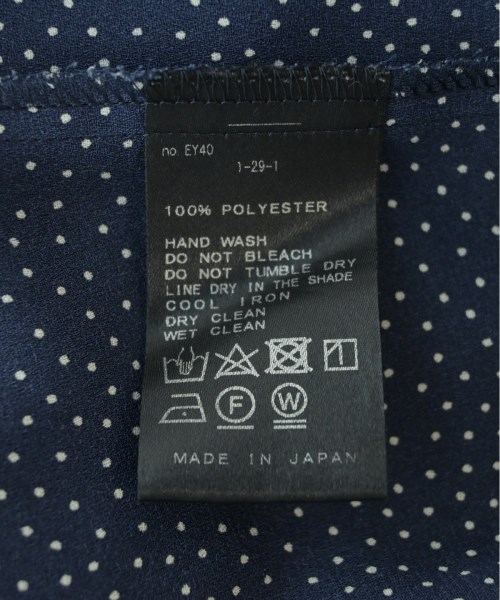 no. EY40
1-29-1
100% POLYESTER
HAND WASH
DO NOT BLEACH
DO NOT TUMBLE DRY
LINE DRY IN THE SHADE
COOL IRON
DRY CLEAN
WET CLEAN
F W
MADE IN JAPAN